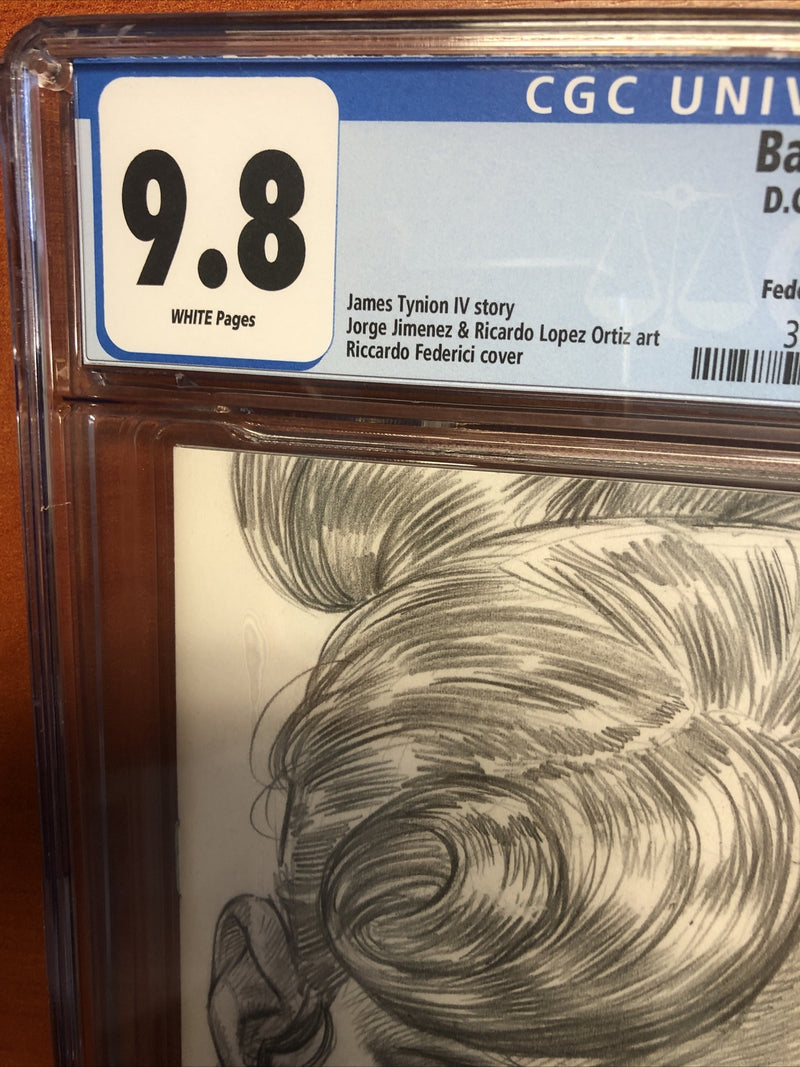 CGC UNIV
9.8
WHITE Pages
Ba
D.C
Fede
James Tynion IV story
Jorge Jimenez & Ricardo Lopez Ortiz art
Riccardo Federici cover
3